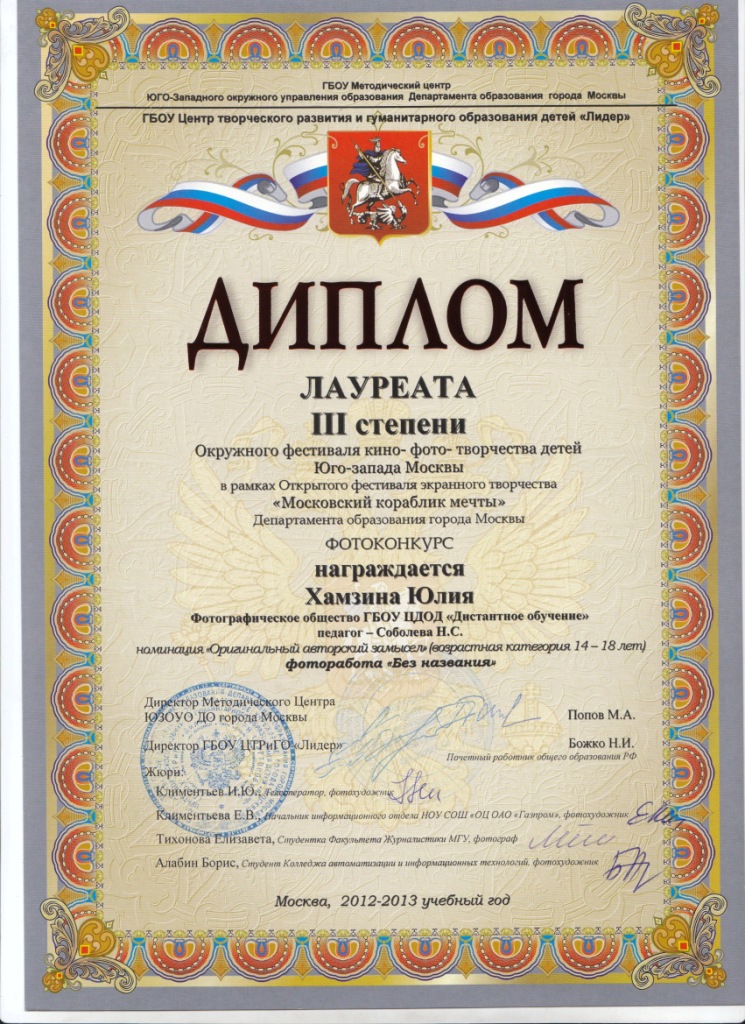 ГБОУ Методический центр
ЮГО-Западного окружного управления образования Департамента образования города Москвы
ГБОУ Центр творческого развития и гуманитарного образования детей «Лидер»
ДИПЛОМ
ЛАУРЕАТА
III степени
Окружного фестиваля кино- фото- творчества детей
Юго-запада Москвы
в рамках Открытого фестиваля экранного творчества
«Московский кораблик мечты»
Департамента образования города Москвы
ФОТОКОНКУРС
награждается
Хамзина Юлия
Фотографическое общество ГБОУ ЦДОД «Дистантное обучение»
педагог – Соболева Н.С.
номинация «Оригинальный авторский замысел» (возрастная категория 14 – 18 лет)
фоторабота «Без названия»
Директор Методического Центра
ЮЗОУО ДО города Москвы Попов М.А.
Директор ГБОУ ЦТРиГО «Лидер» Божко Н.И.
Почетный работник общего образования РФ
Жюри:
Климентьев И.Ю., Телеоператор, фотохудожник
Климентьева Е.В., Начальник информационного отдела НОУ СОШ «ОЦ ОАО «Газпром», фотохудожник
Тихонова Елизавета, Студентка Факультета Журналистики МГУ, фотограф
Алабин Борис, Студент Колледжа автоматизации и информационных технологий, фотохудожник
Москва, 2012-2013 учебный год